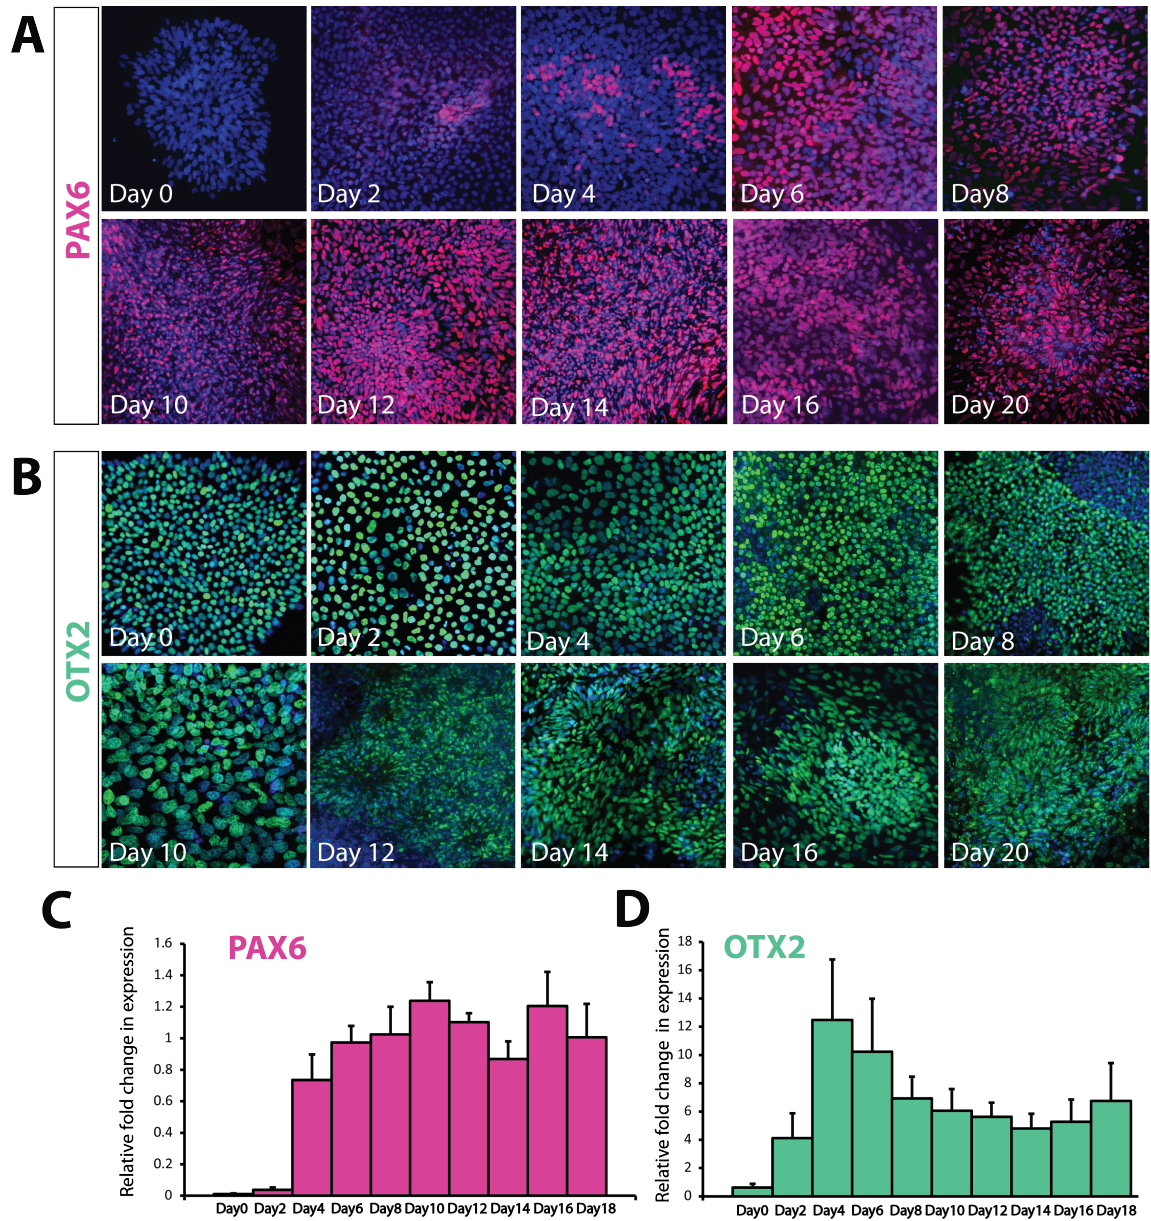 A
PAX6
Day 0
Day 2
Day 4
Day 6
Day8
Day 10
Day 12
Day 14
Day 16
Day 20
B
OTX2
Day 0
Day 2
Day 4
Day 6
Day 8
Day 10
Day 12
Day 14
Day 16
Day 20
C
PAX6
Relative fold change in expression
1.6
1.4
1.2
1
0.8
0.6
0.4
0.2
0
Day0 Day2 Day4 Day6 Day8 Day10 Day12 Day14 Day16 Day18
D
OTX2
Relative fold change in expression
18
16
14
12
10
8
6
4
2
0
Day0 Day2 Day4 Day6 Day8 Day10 Day12 Day14 Day16 Day18